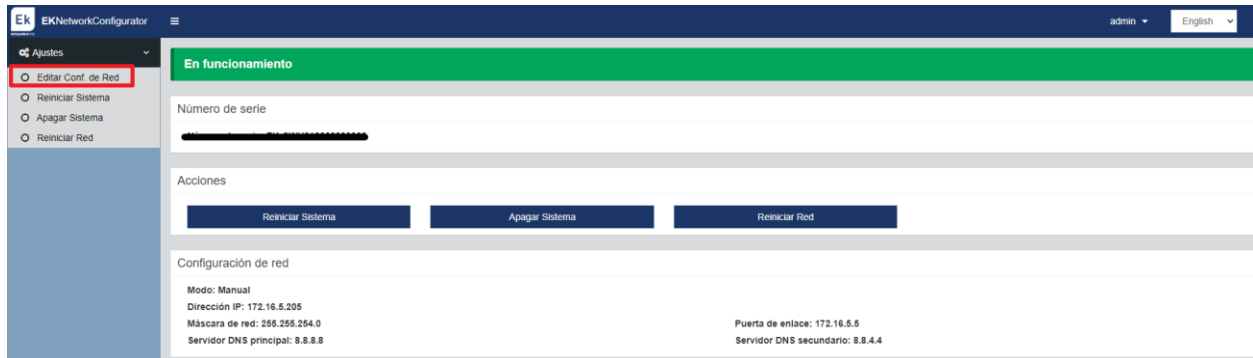 Ek EKNetworkConfigurator admin English
Ajustes
En funcionamiento
Editar Conf. de Red
Reiniciar Sistema
Número de serie
Apagar Sistema
Reiniciar Red
Acciones
Reiniciar Sistema Apagar Sistema Reiniciar Red
Configuración de red
Modo: Manual
Dirección IP: 172.16.5.205
Máscara de red: 255.255.254.0 Puerta de enlace: 172.16.5.5
Servidor DNS principal: 8.8.8.8 Servidor DNS secundario: 8.8.4.4